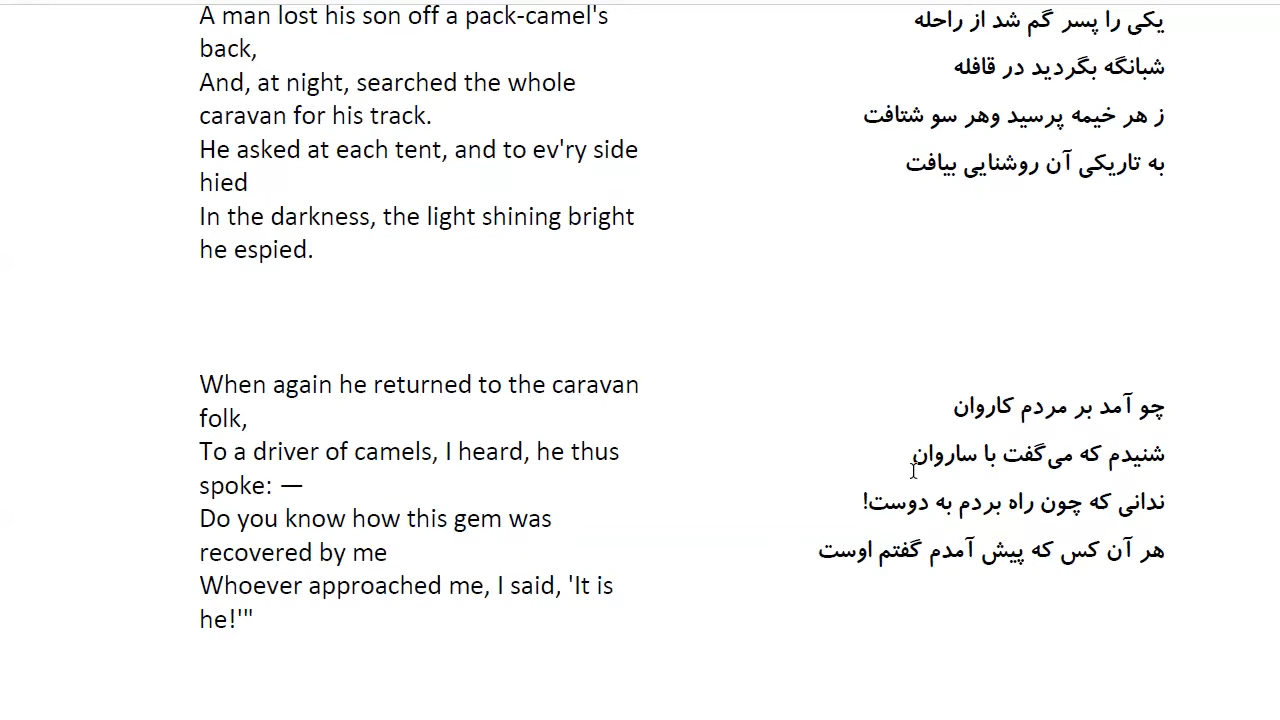 A man lost his son off a pack-camel's
back,
And, at night, searched the whole
caravan for his track.
He asked at each tent, and to ev'ry side
hied
In the darkness, the light shining bright
he espied.
When again he returned to the caravan
folk,
To a driver of camels, I heard, he thus
spoke: —
Do you know how this gem was
recovered by me
Whoever approached me, I said, 'It is
he!'"
یکی را پسر گم شد از راحله
شبانگه بگردید در قافله
ز هر خیمه پرسید وهر سو شتافت
به تاریکی آن روشنایی بیافت
چو آمد بر مردم کاروان
شنیدم که می‌گفت با ساروان
ندانی که چون راه بردم به دوست!
هر آن کس که پیش آمدم گفتم اوست